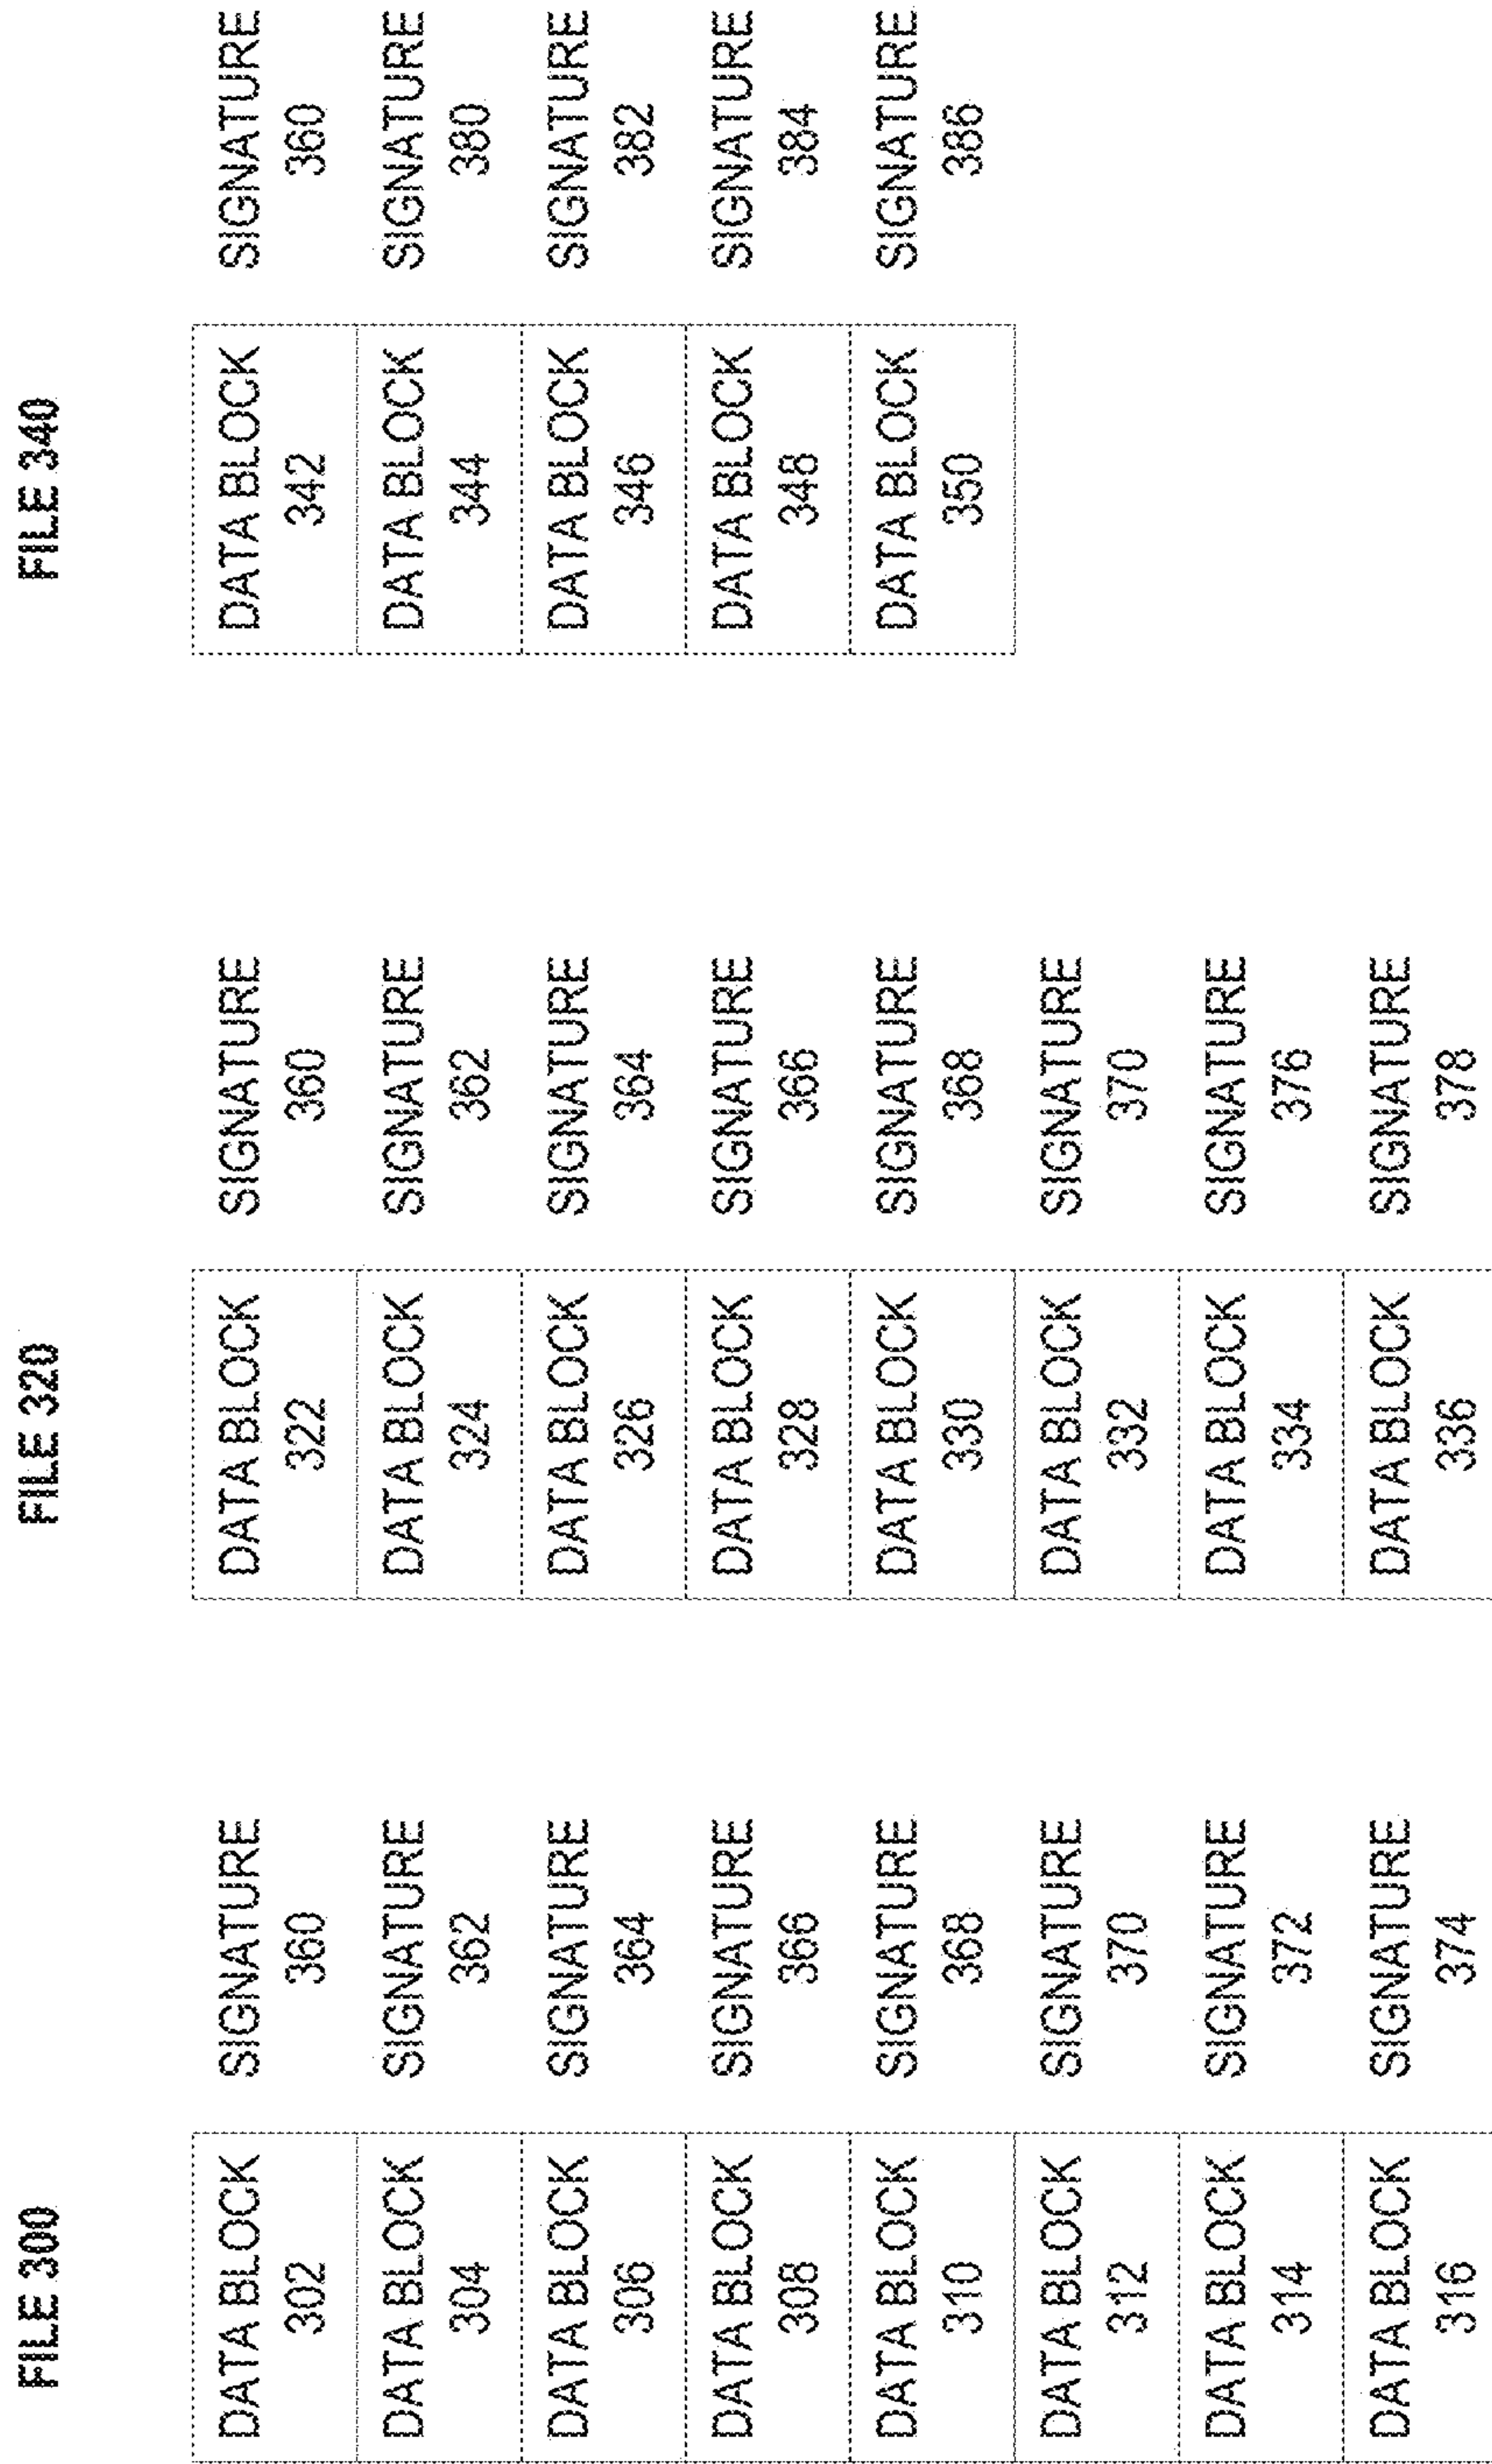 FILE 300
DATA BLOCK
302
SIGNATURE
360
DATA BLOCK
304
SIGNATURE
362
DATA BLOCK
306
SIGNATURE
364
DATA BLOCK
308
SIGNATURE
366
DATA BLOCK
310
SIGNATURE
368
DATA BLOCK
312
SIGNATURE
370
DATA BLOCK
314
SIGNATURE
372
DATA BLOCK
316
SIGNATURE
374
FILE 320
DATA BLOCK
322
SIGNATURE
360
DATA BLOCK
324
SIGNATURE
362
DATA BLOCK
326
SIGNATURE
364
DATA BLOCK
328
SIGNATURE
366
DATA BLOCK
330
SIGNATURE
368
DATA BLOCK
332
SIGNATURE
370
DATA BLOCK
334
SIGNATURE
376
DATA BLOCK
336
SIGNATURE
378
FILE 340
DATA BLOCK
342
SIGNATURE
360
DATA BLOCK
344
SIGNATURE
380
DATA BLOCK
346
SIGNATURE
382
DATA BLOCK
348
SIGNATURE
384
DATA BLOCK
350
SIGNATURE
386